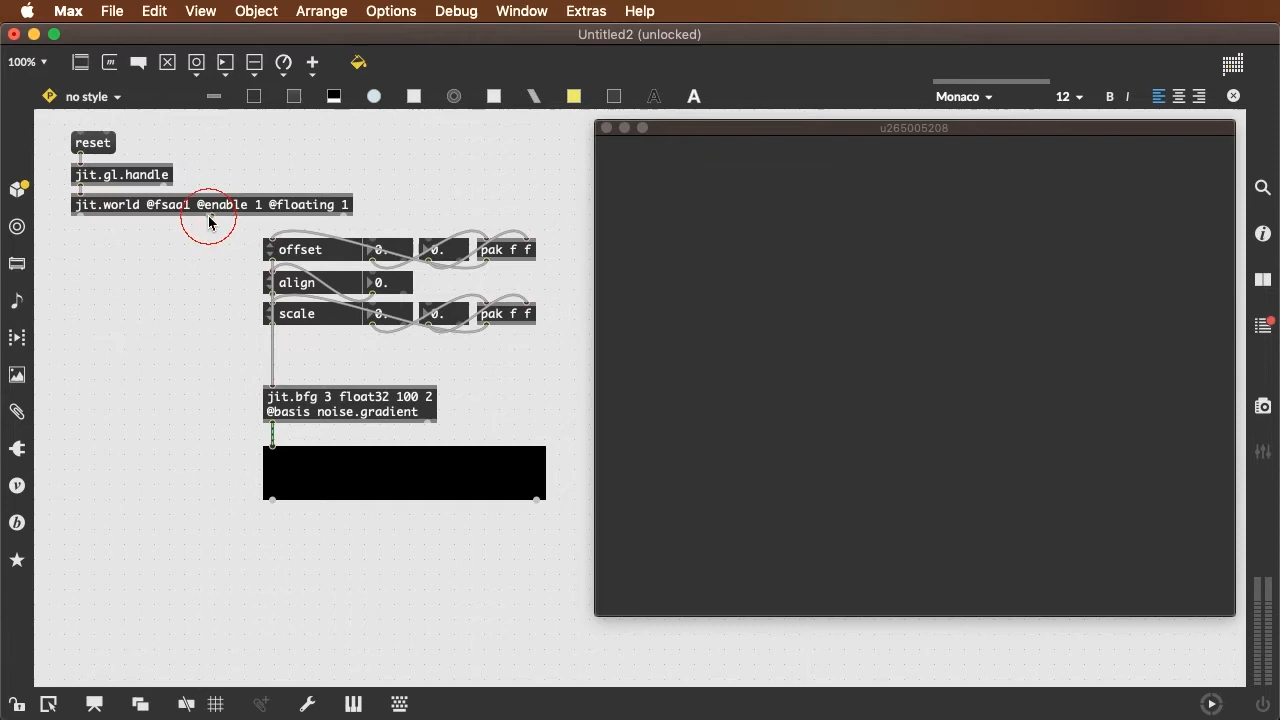 Max File Edit View Object Arrange Options Debug Window Extras Help
Untitled2 (unlocked)
100%
no style
Monaco
12
B I
A A
reset
u265005208
jit.gl.handle
jit.world @fsaa1 @enable 1 @floating 1
offset 0. 0. pak f f
align 0.
scale 0. 0. pak f f
jit.bfg 3 float32 100 2
@basis noise.gradient